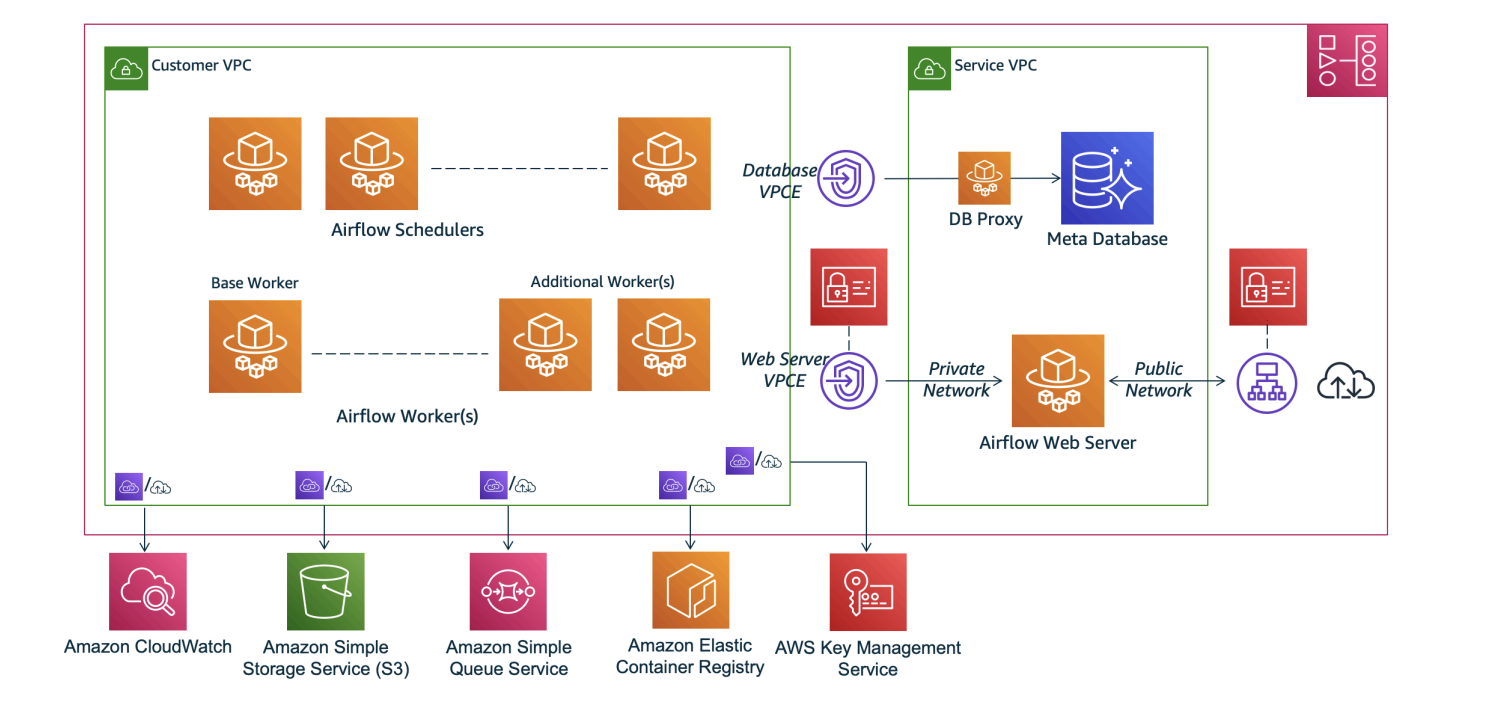 Customer VPC
Service VPC
Database
VPCE
DB Proxy
Meta Database
Airflow Schedulers
Base Worker
Additional Worker(s)
Airflow Worker(s)
Web Server
VPCE
Private
Network
Public
Network
Airflow Web Server
/
/
/
/
/
Amazon CloudWatch
Amazon Simple
Storage Service (S3)
Amazon Simple
Queue Service
Amazon Elastic
Container Registry
AWS Key Management
Service